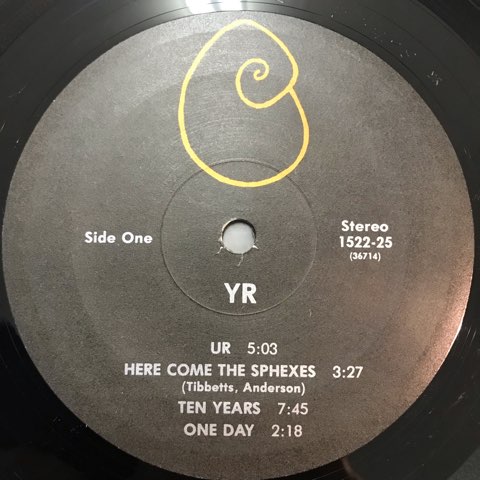 Side One
Stereo
1522-25
(36714)
YR
UR 5:03
HERE COME THE SPHEXES 3:27
(Tibbetts, Anderson)
TEN YEARS 7:45
ONE DAY 2:18